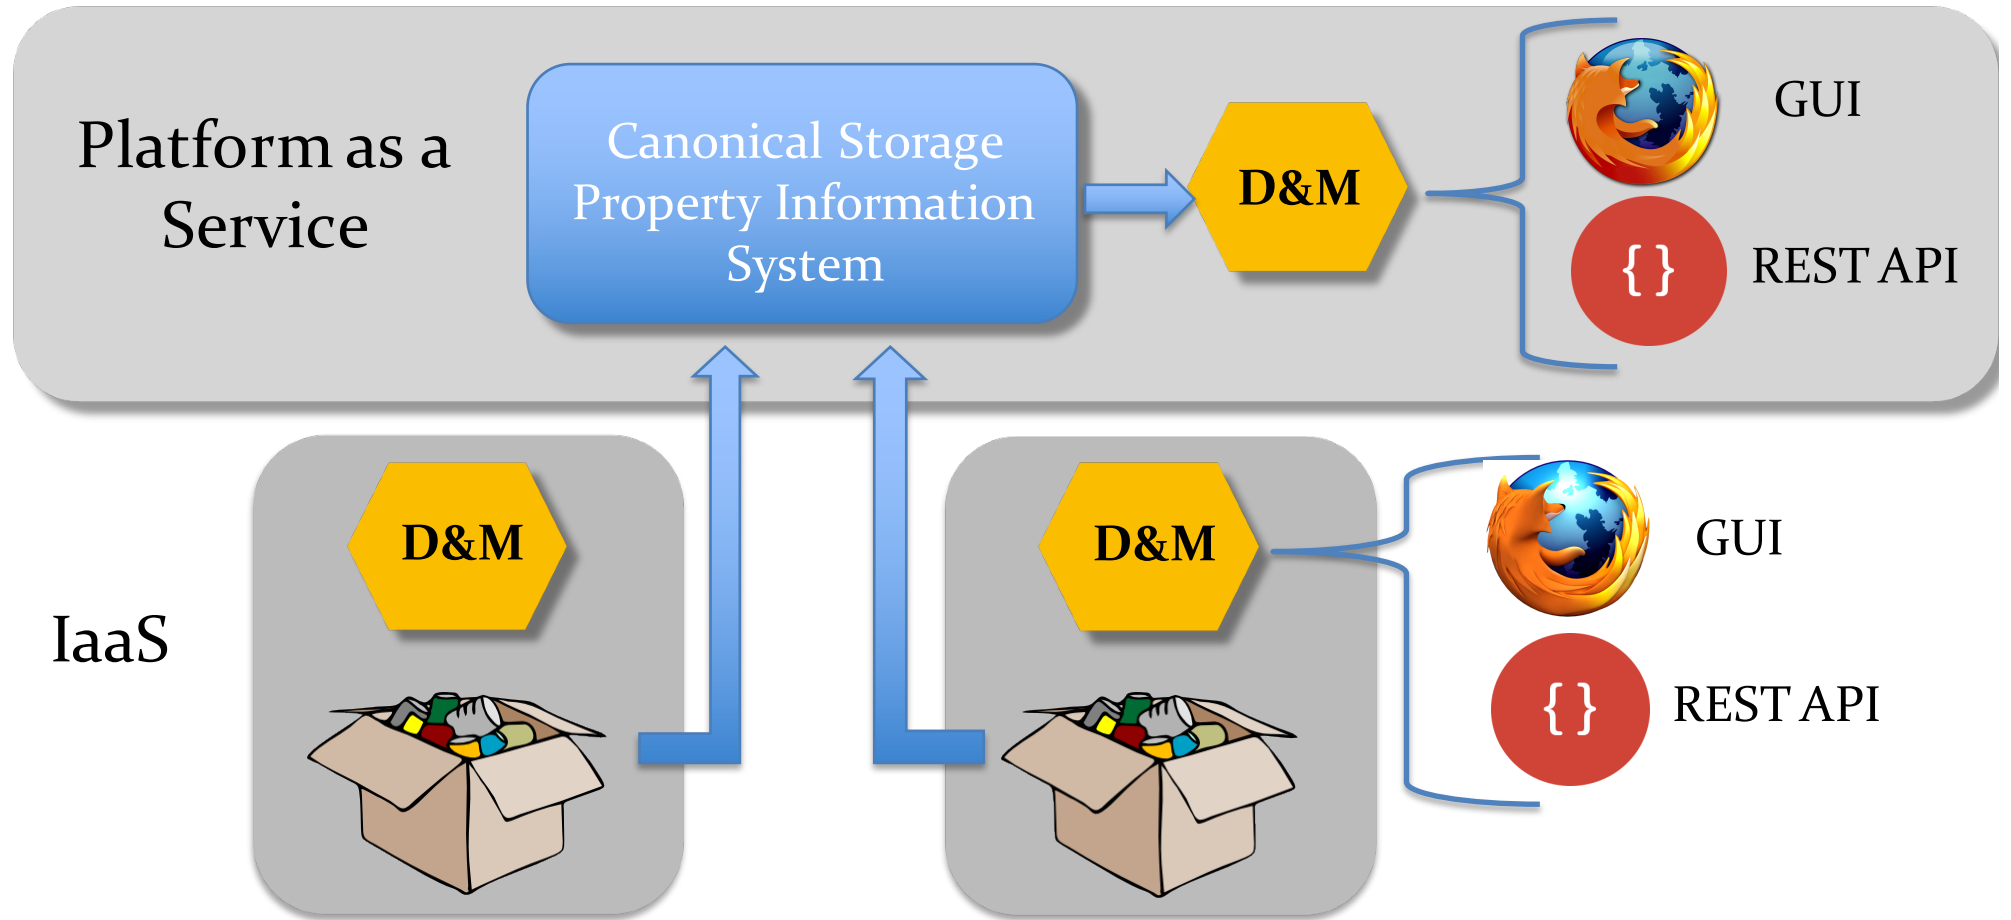 Platform as a
Service
Canonical Storage
Property Information
System
D&M
GUI
{ }
REST API
IaaS
D&M
D&M
GUI
{ }
REST API